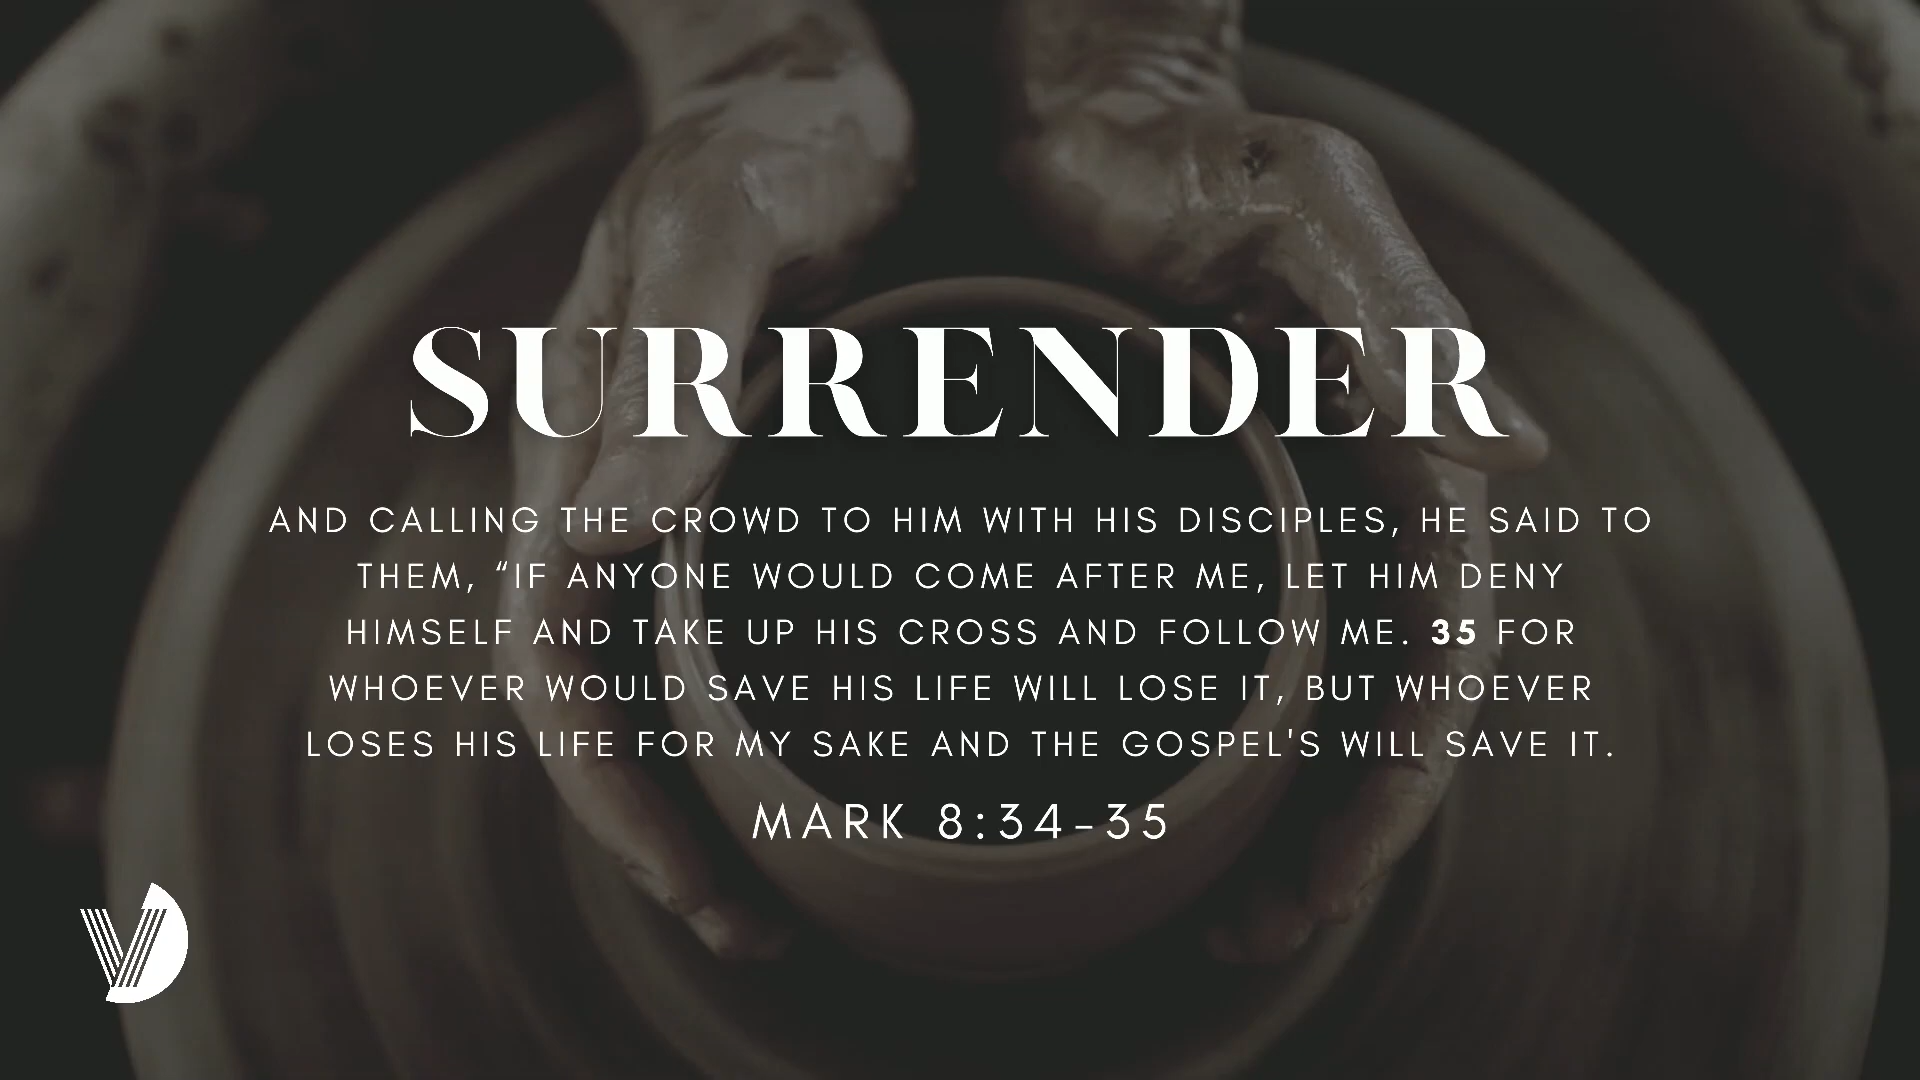 SURRENDER
AND CALLING THE CROWD TO HIM WITH HIS DISCIPLES, HE SAID TO
THEM, “IF ANYONE WOULD COME AFTER ME, LET HIM DENY
HIMSELF AND TAKE UP HIS CROSS AND FOLLOW ME. 35 FOR
WHOEVER WOULD SAVE HIS LIFE WILL LOSE IT, BUT WHOEVER
LOSES HIS LIFE FOR MY SAKE AND THE GOSPEL'S WILL SAVE IT.
MARK 8:34-35
V